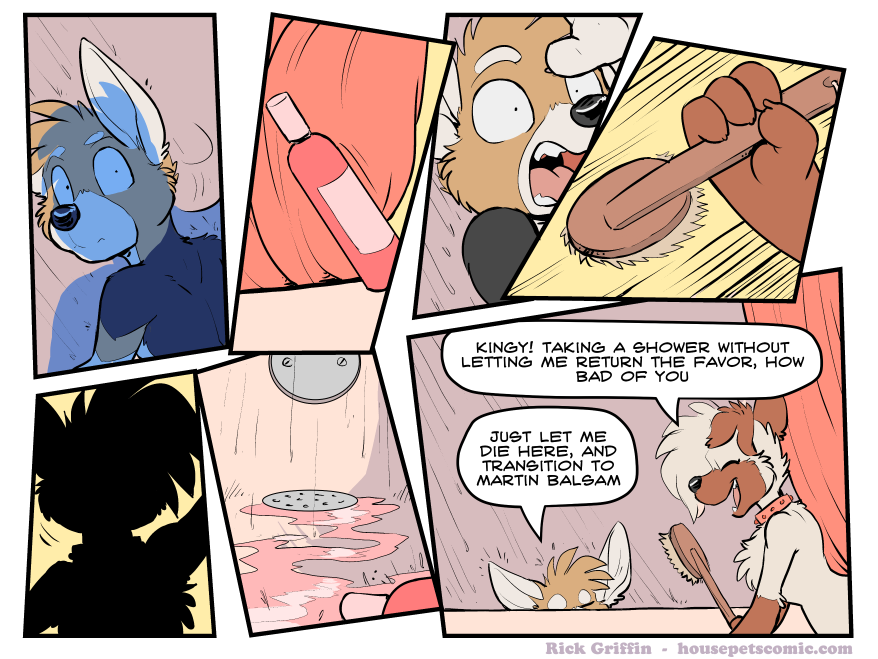 KINGY! TAKING A SHOWER WITHOUT
LETTING ME RETURN THE FAVOR, HOW
BAD OF YOU
JUST LET ME
DIE HERE, AND
TRANSITION TO
MARTIN BALSAM
Rick Griffin - housepetscomic.com